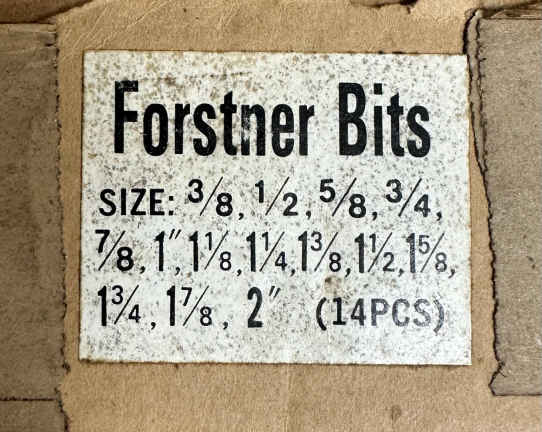 Forstner Bits
SIZE: 3/8, 1/2, 5/8, 3/4,
7/8, 1", 1 1/8, 1 1/4, 1 3/8, 1 1/2, 1 5/8,
1 3/4, 1 7/8, 2" (14PCS)